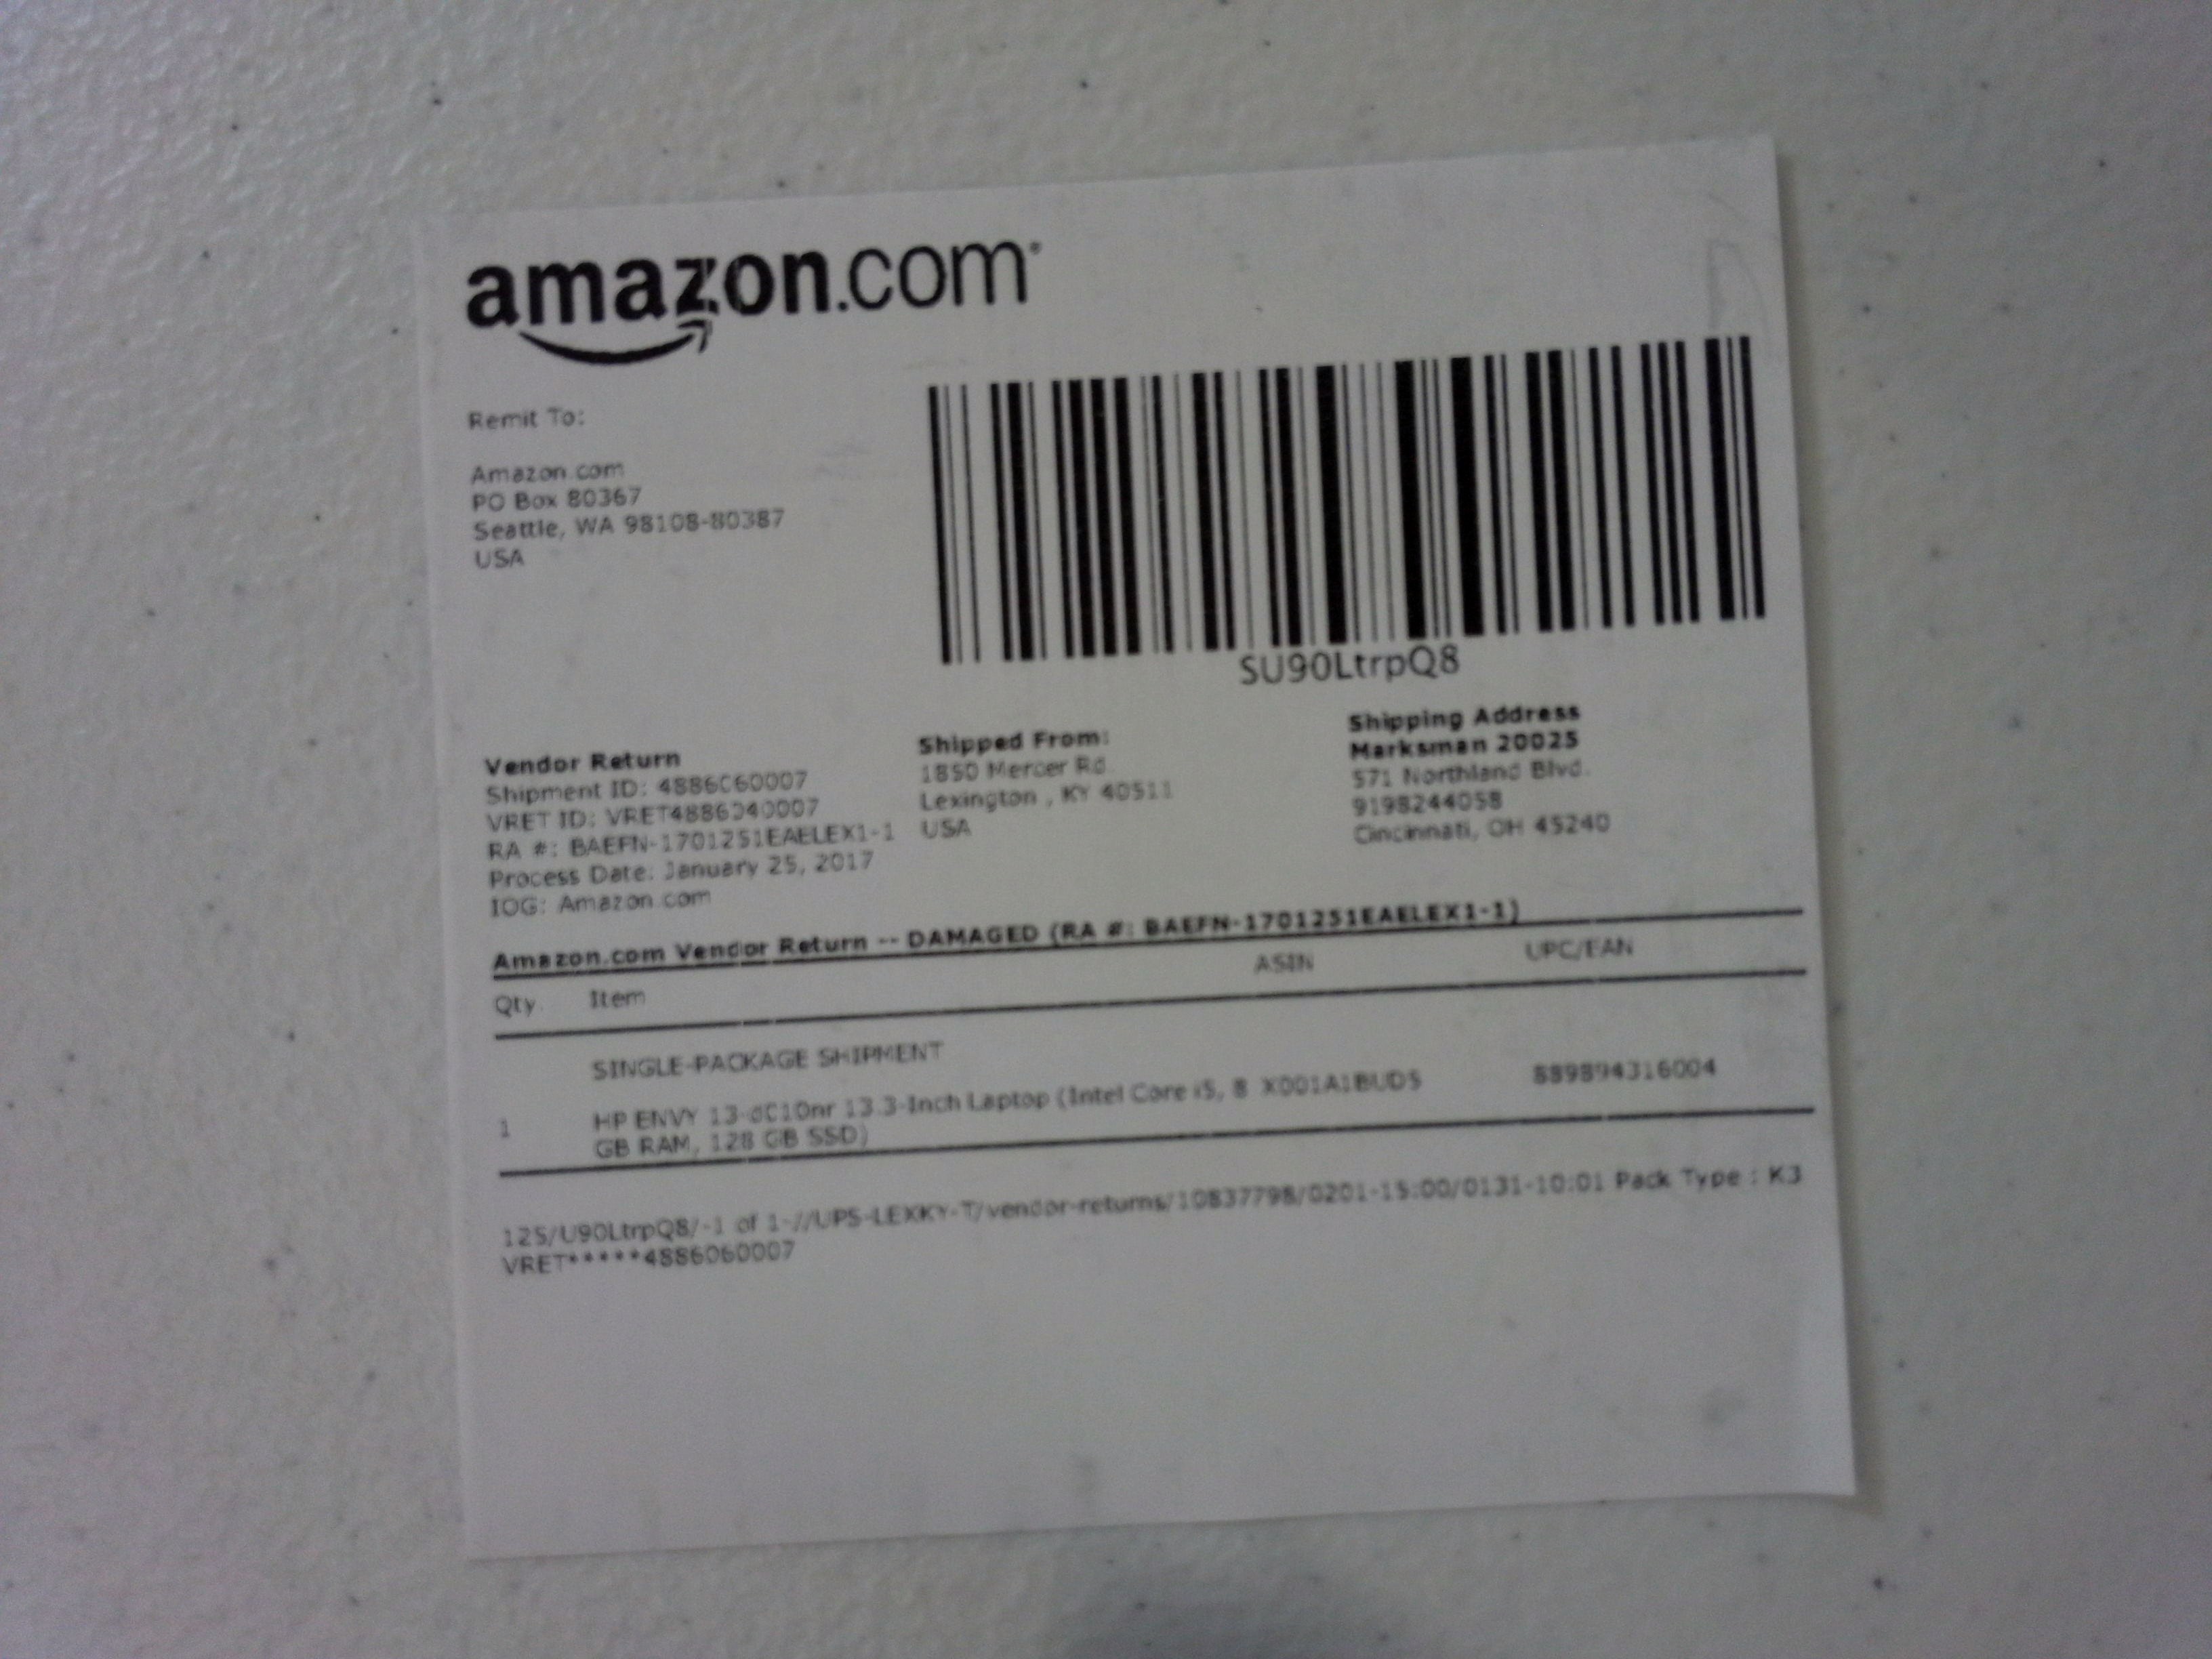 amazon.com
Remit To:
Amazon.com
PO Box 80367
Seattle, WA 98108-80387
USA
SU90LtrpQ8
Vendor Return
Shipment ID: 4886060007
VRET ID:
RA #: BAEFN-1701251EAELEX1-1
Process Date: January 25, 2017
IOG: Amazon.com
Shipped From:
1850 Mercer Rd.
Lexington , KY 40511
USA
Shipping Address
Marksman 20025
571 Northland Blvd.
9198244058
Cincinnati, OH 45240
Amazon.com Vendor Return -- DAMAGED (RA #: BAEFN-1701251EAELEX1-1)
Qty. Item ASIN UPC/EAN
SINGLE-PACKAGE SHIPMENT
1 HP ENVY 13.3-Inch Laptop (Intel Core i5, 8 X001A1BUDS 889894316004
GB RAM, 128 GB SSD)
125/U90LtrpQ8/-1 of 1-//UPS-LEXKY-T/vendor-returns/10837798/0201-15:00/0131-10:01 Pack Type : K3
VRET*****4886060007